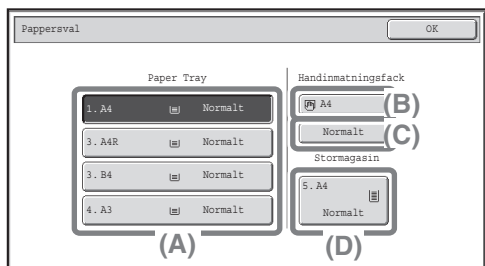 Pappersval
OK
Paper Tray
1. A4 Normalt
3. A4R Normalt
3. B4 Normalt
4. A3 Normalt
(A)
Handinmatningsfack
A4
(B)
Normalt
(C)
Stormagasin
5. A4
Normalt
(D)